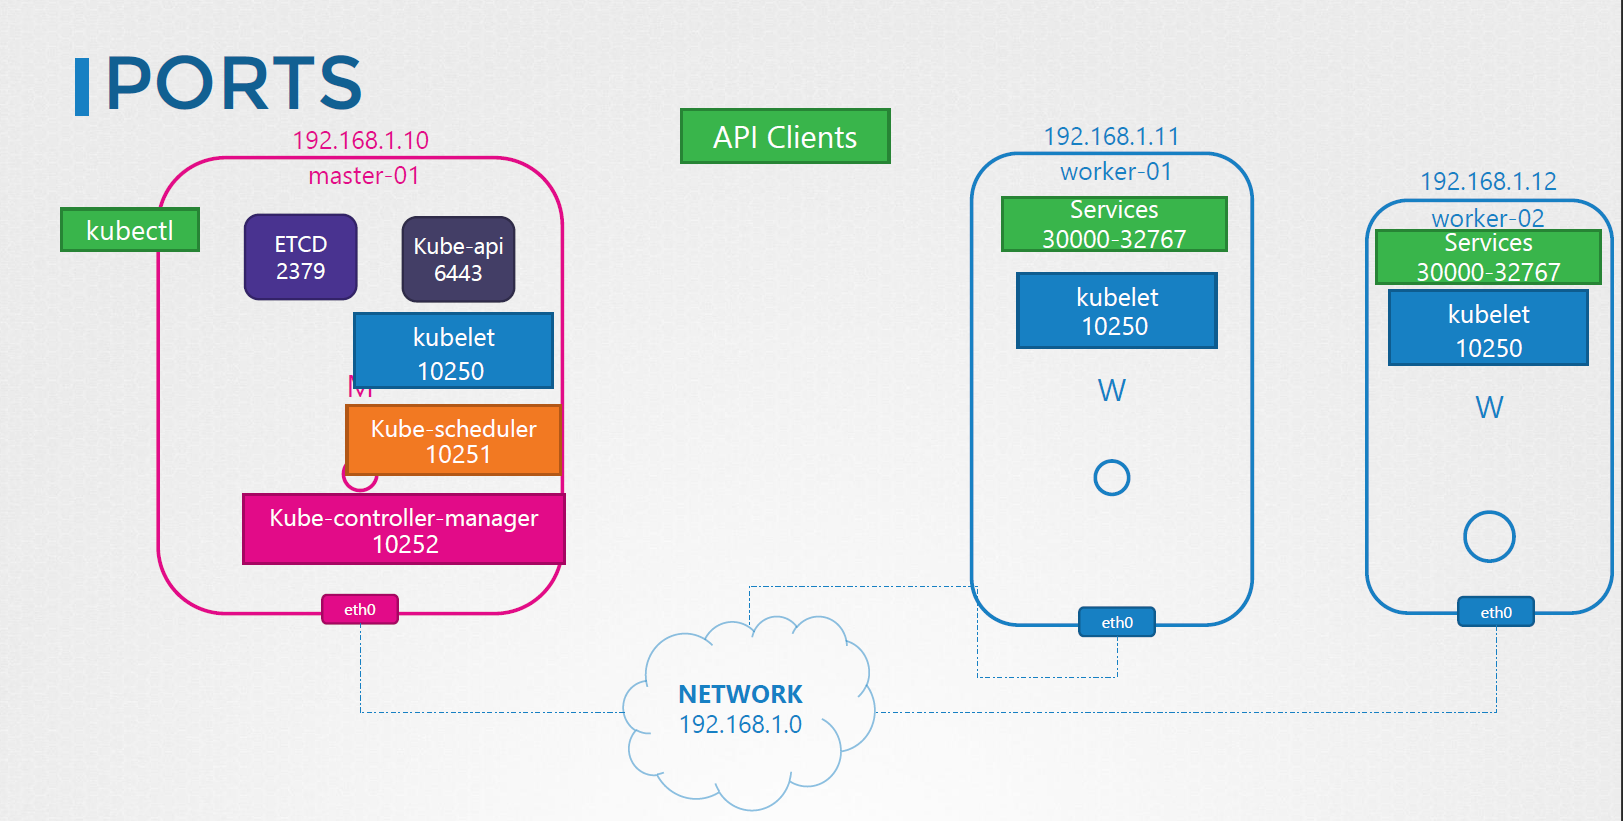 PORTS
192.168.1.10
master-01
kubectl
ETCD
2379
Kube-api
6443
kubelet
10250
M
Kube-scheduler
10251
Kube-controller-manager
10252
eth0
API Clients
192.168.1.11
worker-01
Services
30000-32767
kubelet
10250
W
eth0
192.168.1.12
worker-02
Services
30000-32767
kubelet
10250
W
eth0
NETWORK
192.168.1.0